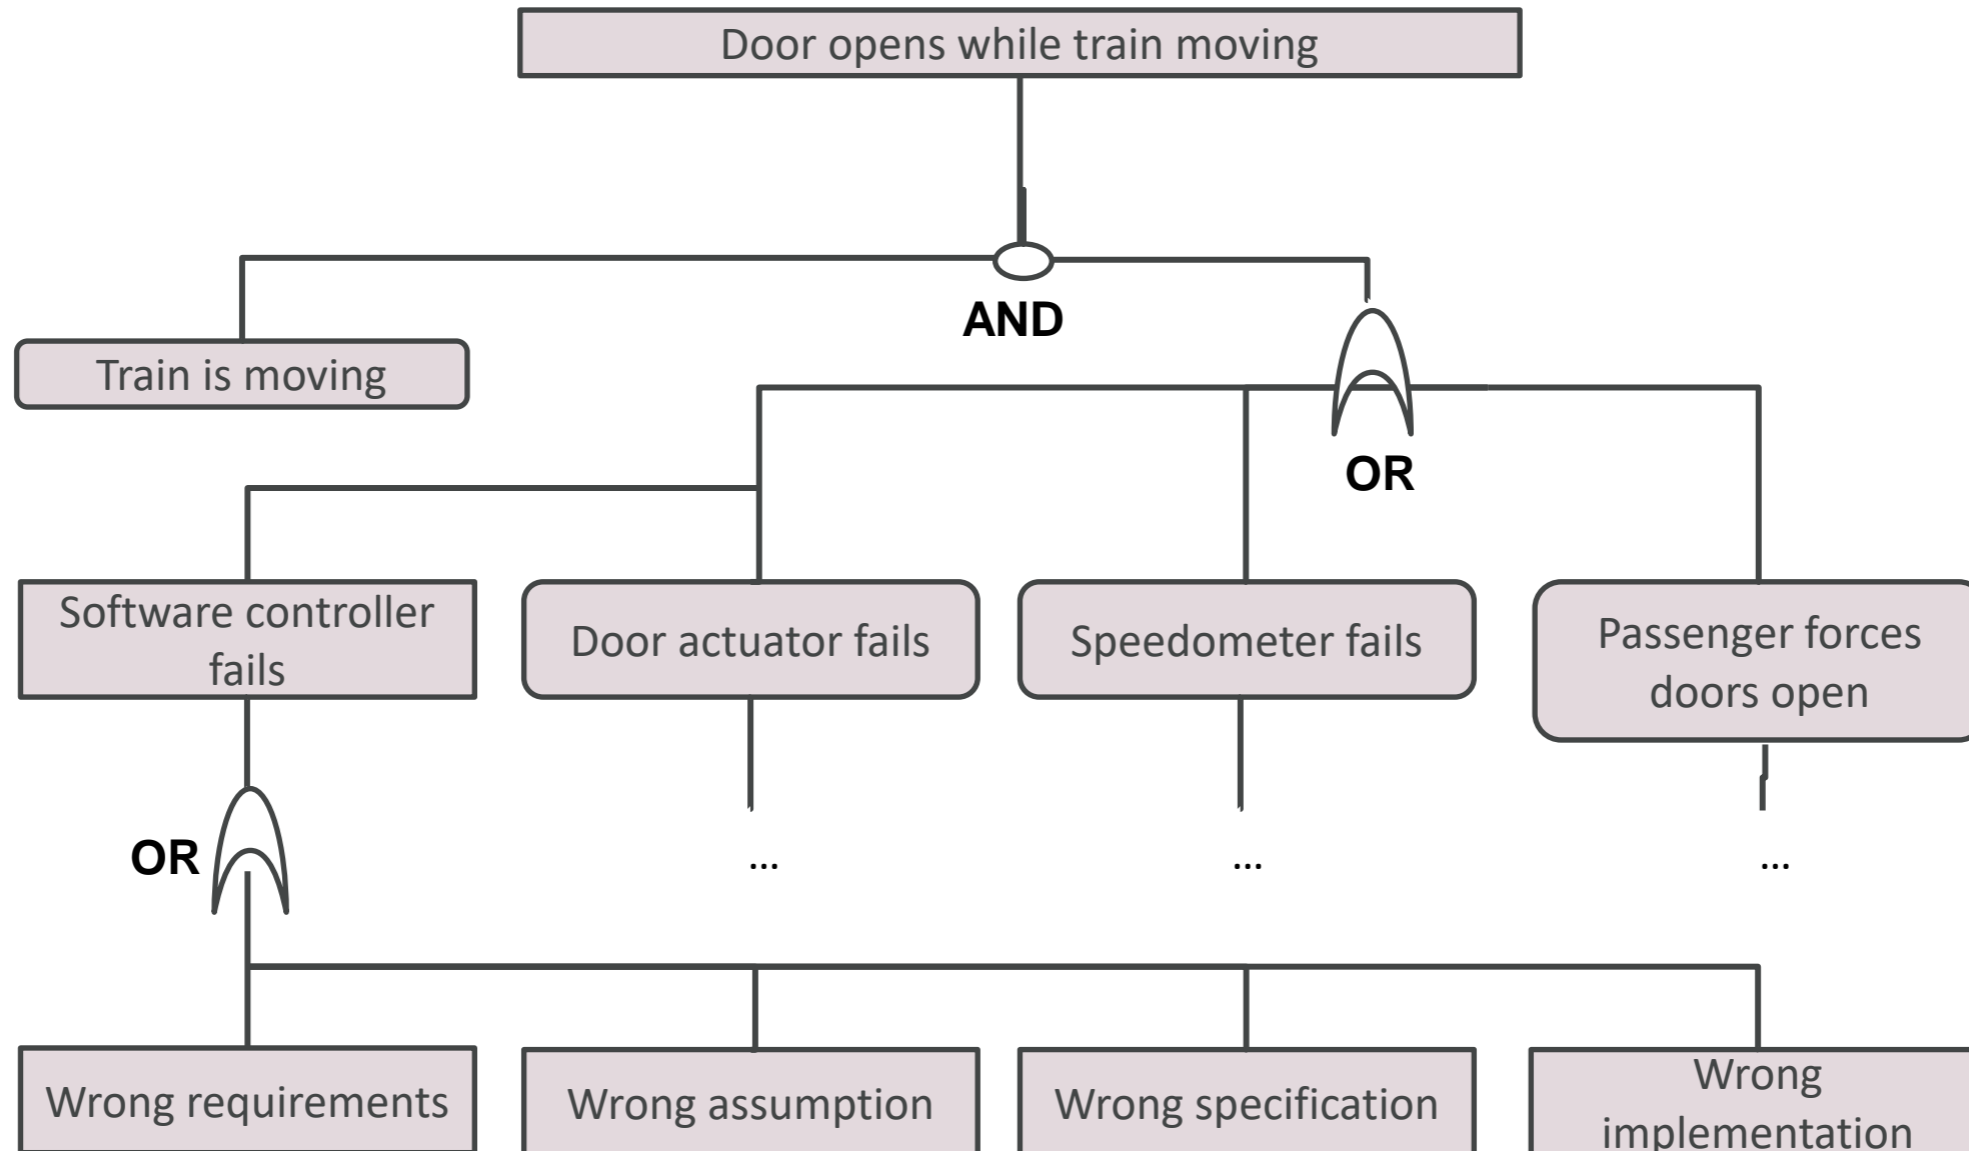 Door opens while train moving
AND
Train is moving
OR
Software controller
fails
Door actuator fails
Speedometer fails
Passenger forces
doors open
OR
...
...
...
Wrong requirements
Wrong assumption
Wrong specification
Wrong
implementation